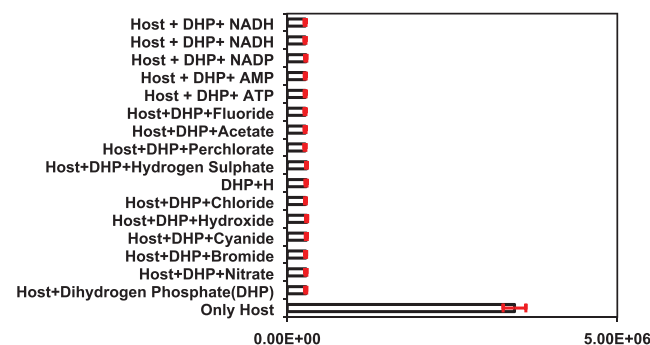 Host + DHP+ NADH
Host + DHP+ NADH
Host + DHP+ NADP
Host + DHP+ AMP
Host + DHP+ ATP
Host+DHP+Fluoride
Host+DHP+Acetate
Host+DHP+Perchlorate
Host+DHP+Hydrogen Sulphate
DHP+H
Host+DHP+Chloride
Host+DHP+Hydroxide
Host+DHP+Cyanide
Host+DHP+Bromide
Host+DHP+Nitrate
Host+Dihydrogen Phosphate(DHP)
Only Host
0.00E+00 5.00E+06